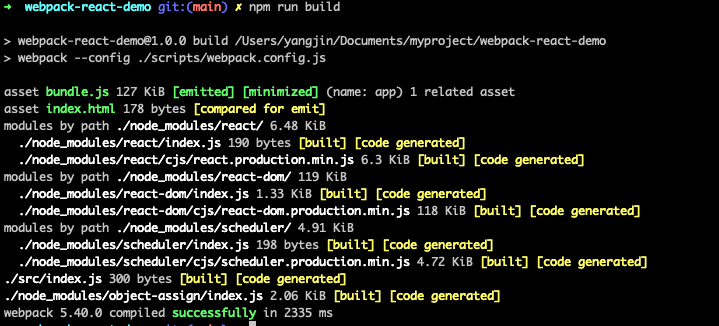 ➜  webpack-react-demo git:(main) ✗ npm run build

> webpack-react-demo@1.0.0 build /Users/yangjin/Documents/myproject/webpack-react-demo
> webpack --config ./scripts/webpack.config.js

asset bundle.js 127 KiB [emitted] [minimized] (name: app) 1 related asset
asset index.html 178 bytes [compared for emit]
modules by path ./node_modules/react/ 6.48 KiB
  ./node_modules/react/index.js 190 bytes [built] [code generated]
  ./node_modules/react/cjs/react.production.min.js 6.3 KiB [built] [code generated]
modules by path ./node_modules/react-dom/ 119 KiB
  ./node_modules/react-dom/index.js 1.33 KiB [built] [code generated]
  ./node_modules/react-dom/cjs/react-dom.production.min.js 118 KiB [built] [code generated]
modules by path ./node_modules/scheduler/ 4.91 KiB
  ./node_modules/scheduler/index.js 198 bytes [built] [code generated]
  ./node_modules/scheduler/cjs/scheduler.production.min.js 4.72 KiB [built] [code generated]
./src/index.js 300 bytes [built] [code generated]
./node_modules/object-assign/index.js 2.06 KiB [built] [code generated]
webpack 5.40.0 compiled successfully in 2335 ms